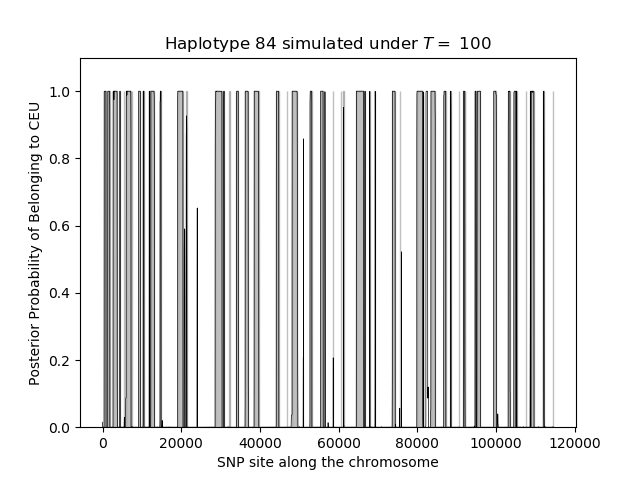 Haplotype 84 simulated under T = 100
Posterior Probability of Belonging to CEU
1.0
0.8
0.6
0.4
0.2
0.0
0 20000 40000 60000 80000 100000 120000
SNP site along the chromosome